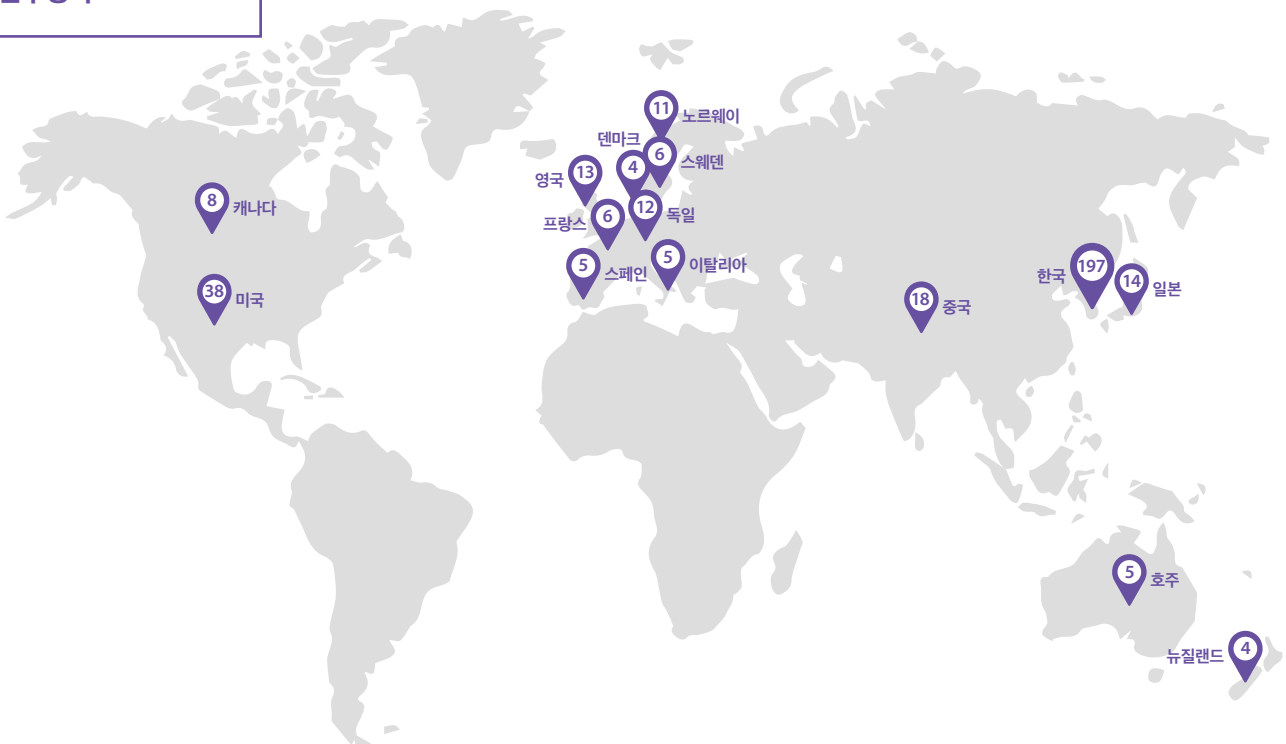 11 노르웨이
덴마크 4
6 스웨덴
영국 13
8 캐나다
프랑스 6
12 독일
5 스페인
5 이탈리아
한국 197
14 일본
38 미국
18 중국
5 호주
뉴질랜드 4